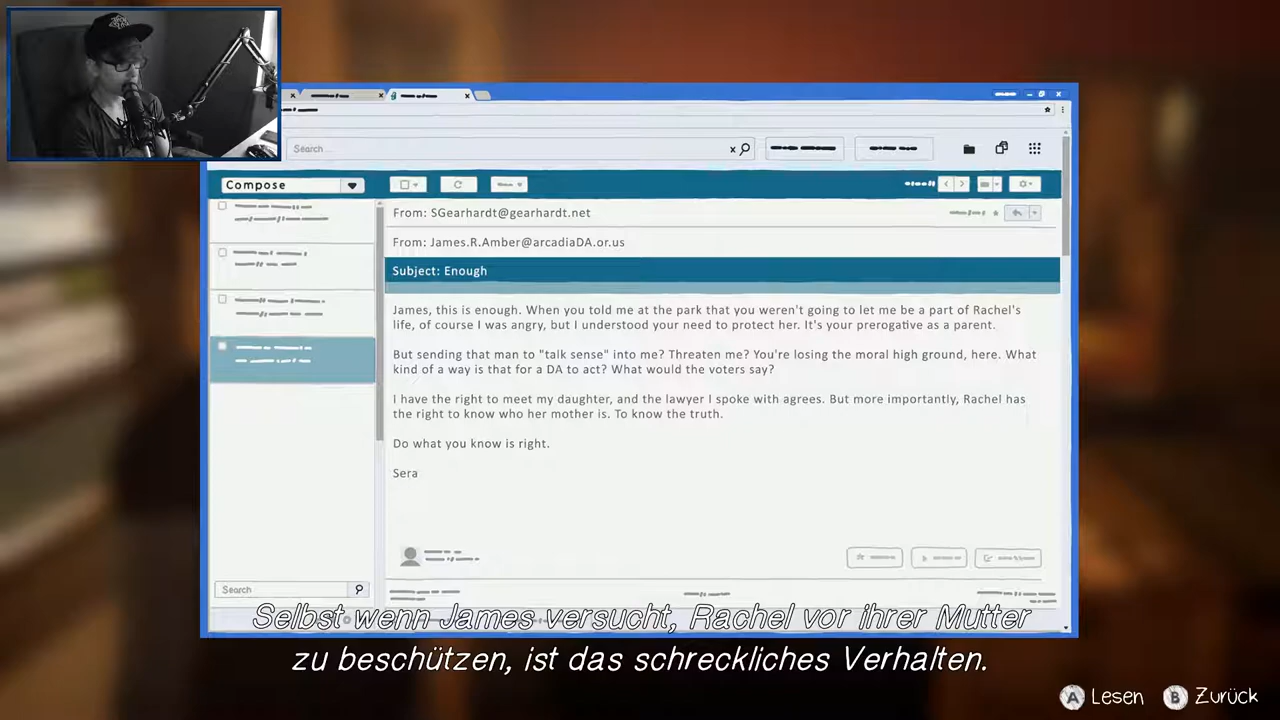 Search ...
Compose
From: SGearhardt@gearhardt.net
From: James.R.Amber@arcadiaDA.or.us
Subject: Enough
James, this is enough. When you told me at the park that you weren't going to let me be a part of Rachel's
life, of course I was angry, but I understood your need to protect her. It's your prerogative as a parent.
But sending that man to "talk sense" into me? Threaten me? You're losing the moral high ground, here. What
kind of a way is that for a DA to act? What would the voters say?
I have the right to meet my daughter, and the lawyer I spoke with agrees. But more importantly, Rachel has
the right to know who her mother is. To know the truth.
Do what you know is right.
Sera
Search
Selbst wenn James versucht, Rachel vor ihrer Mutter
zu beschützen, ist das schreckliches Verhalten.
A Lesen B Zurück